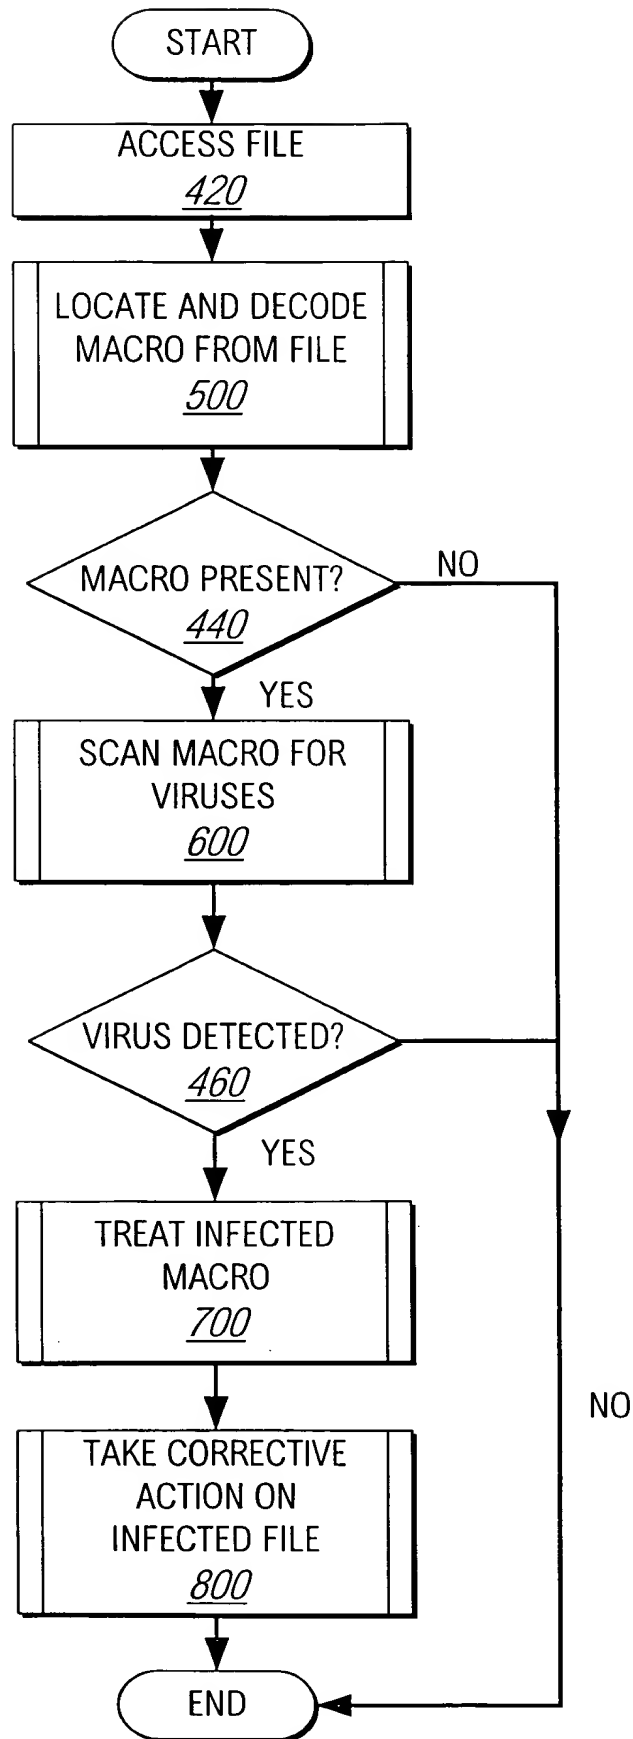 START
ACCESS FILE
420
LOCATE AND DECODE
MACRO FROM FILE
500
MACRO PRESENT?
440
NO
YES
SCAN MACRO FOR
VIRUSES
600
VIRUS DETECTED?
460
YES
TREAT INFECTED
MACRO
700
NO
TAKE CORRECTIVE
ACTION ON
INFECTED FILE
800
END